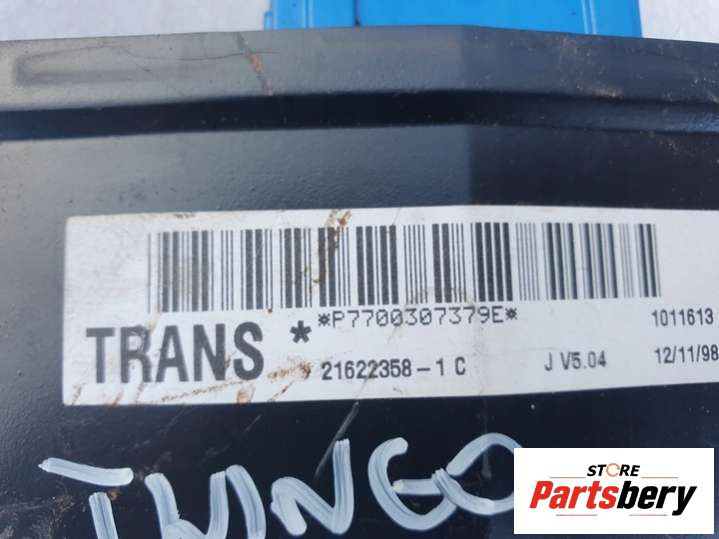 *P7700307379E*
1011613
TRANS *
21622358-1 C
J V5.04
12/11/98
TWINGO
STORE
Partsbery